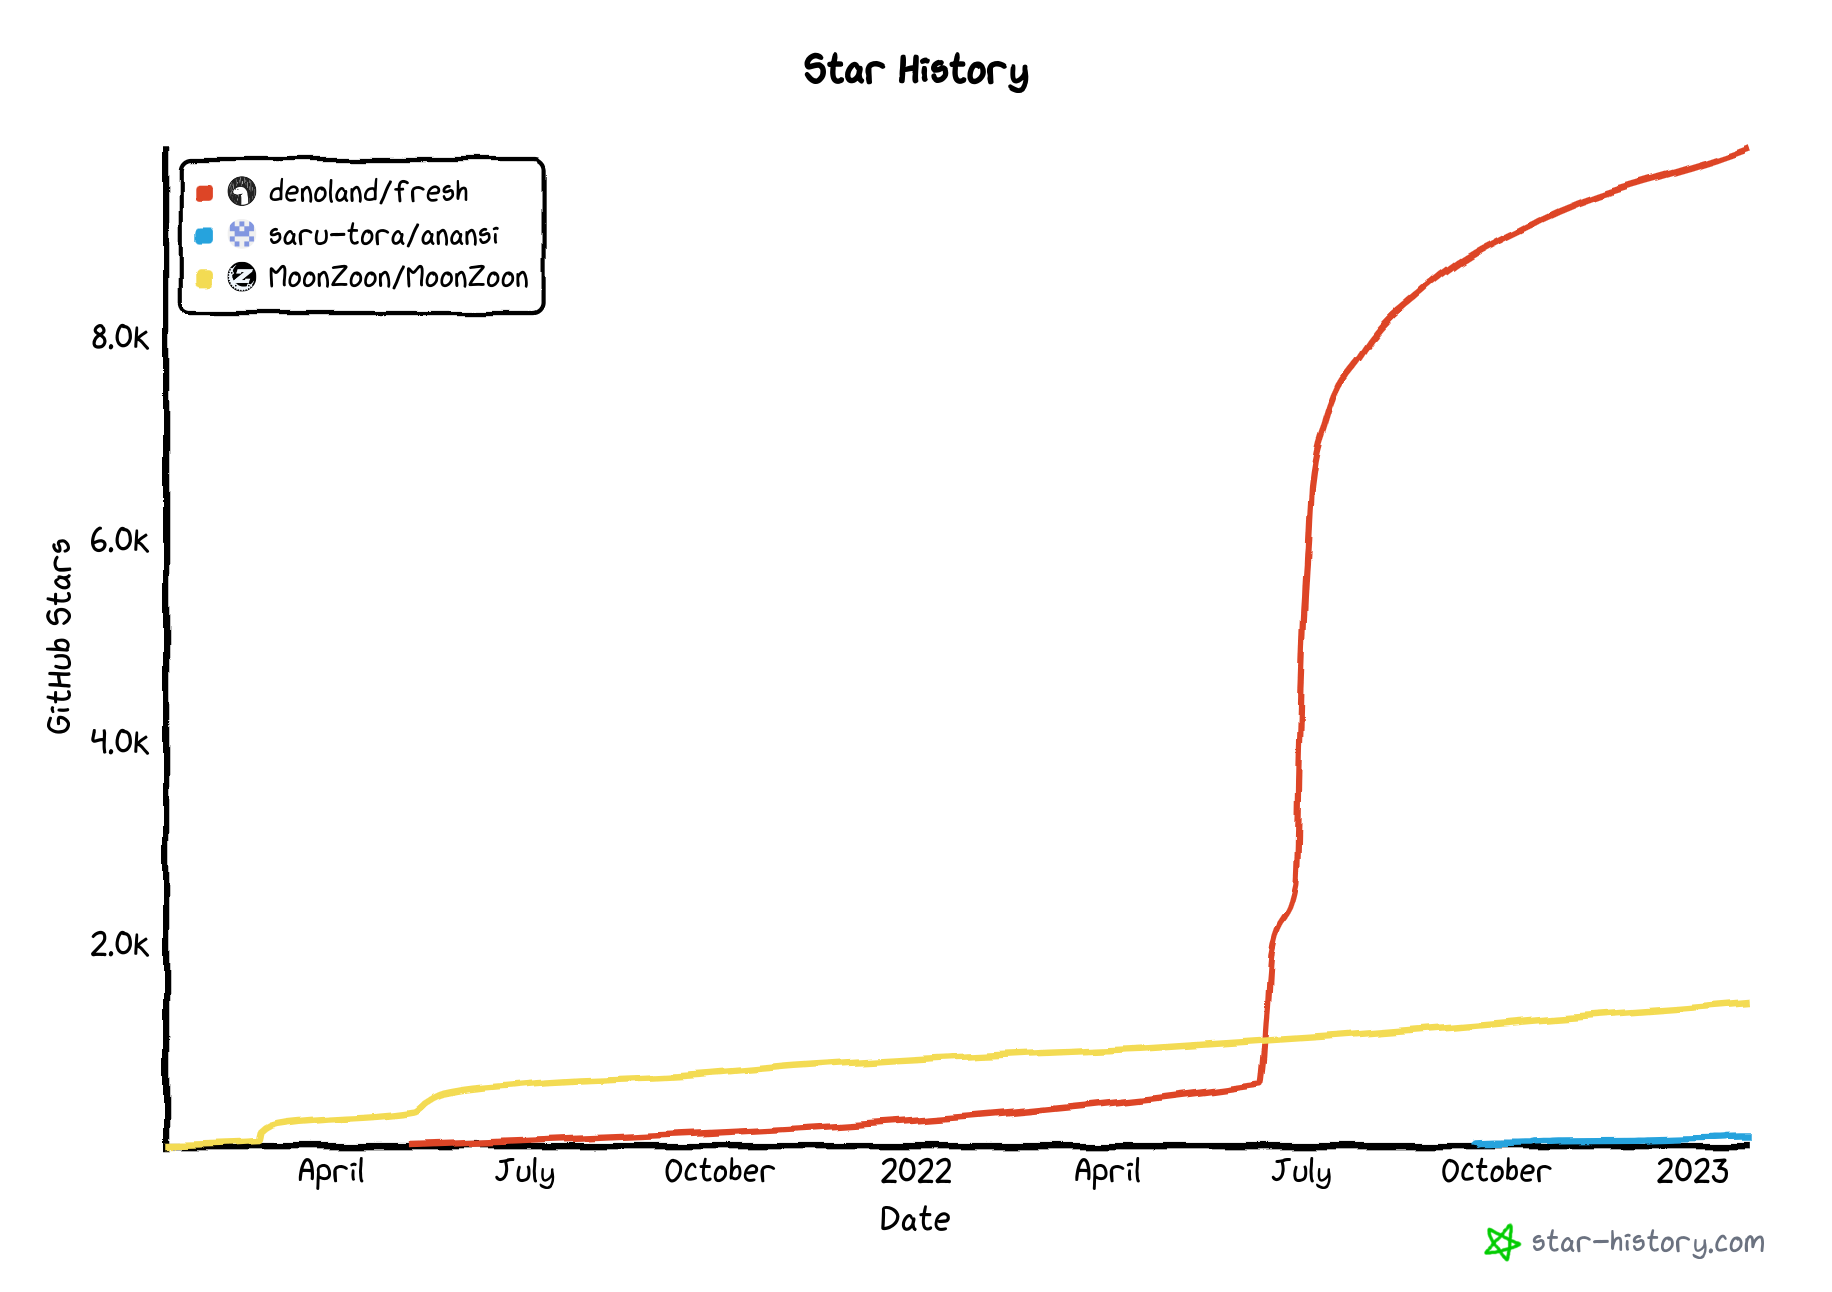 Star History
denoland/fresh
saru-tora/anansi
MoonZoon/MoonZoon
8.0k
6.0k
4.0k
2.0k
GitHub Stars
April July October 2022 April July October 2023
Date
star-history.com